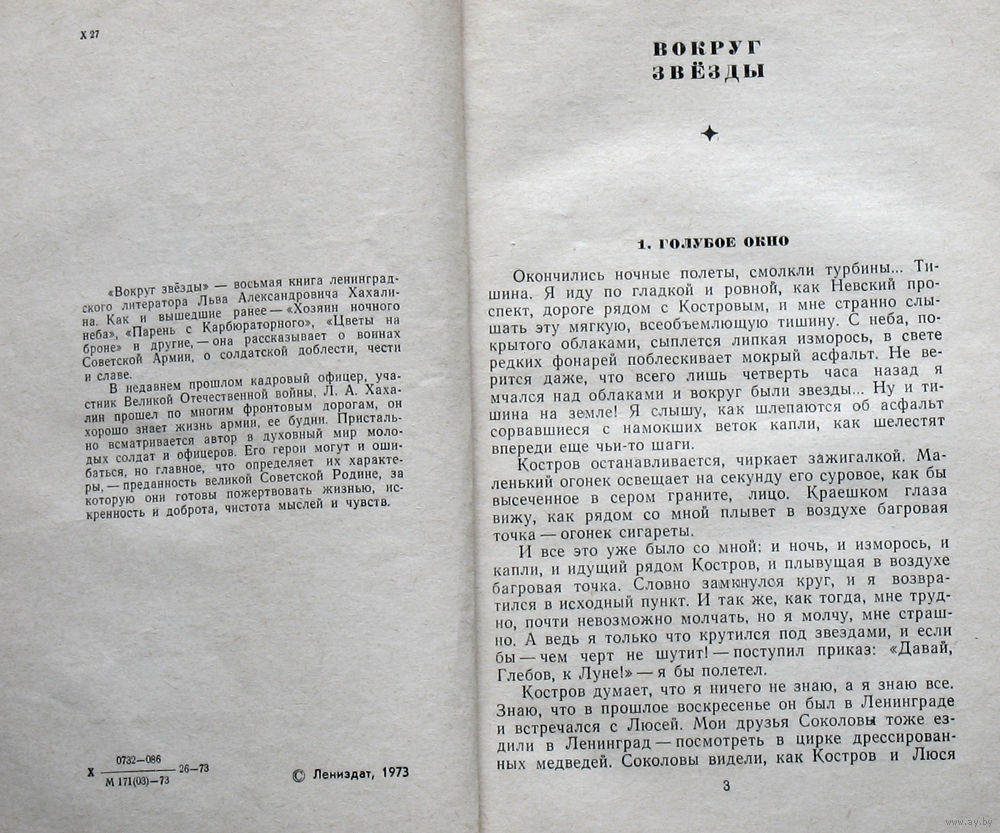 Х 27
«Вокруг звёзды» — восьмая книга ленинград-
ского литератора Льва Александровича Хахали-
на. Как и вышедшие ранее — «Хозяин ночного
неба», «Парень с Карбюраторного», «Цветы на
броне» и другие, — она рассказывает о воинах
Советской Армии, о солдатской доблести, чести
и славе.
В недавнем прошлом кадровый офицер, уча-
стник Великой Отечественной войны, Л. А. Хаха-
лин прошел по многим фронтовым дорогам, он
хорошо знает жизнь армии, ее будни. Присталь-
но всматривается автор в духовный мир моло-
дых солдат и офицеров. Его герои могут и оши-
баться, но главное, что определяет их характе-
ры, — преданность великой Советской Родине, за
которую они готовы пожертвовать жизнью, ис-
кренность и доброта, чистота мыслей и чувств.
0732—086
Х 26—73
М 171(03)—73
© Лениздат, 1973
ВОКРУГ
ЗВЁЗДЫ
1. ГОЛУБОЕ ОКНО
Окончились ночные полеты, смолкли турбины... Ти-
шина. Я иду по гладкой и ровной, как Невский про-
спект, дороге рядом с Костровым, и мне странно слы-
шать эту мягкую, всеобъемлющую тишину. С неба, по-
крытого облаками, сыплется липкая изморось, в свете
редких фонарей поблескивает мокрый асфальт. Не ве-
рится даже, что всего лишь четверть часа назад я
мчался над облаками и вокруг были звезды... Ну и ти-
шина на земле! Я слышу, как шлепаются об асфальт
сорвавшиеся с намокших веток капли, как шелестят
впереди еще чьи-то шаги.
Костров останавливается, чиркает зажигалкой. Ма-
ленький огонек освещает на секунду его суровое, как бы
высеченное в сером граните, лицо. Краешком глаза
вижу, как рядом со мной плывет в воздухе багровая
точка — огонек сигареты.
И все это уже было со мной: и ночь, и изморось, и
капли, и идущий рядом Костров, и плывущая в воздухе
багровая точка. Словно замкнулся круг, и я возвра-
тился в исходный пункт. И так же, как тогда, мне труд-
но, почти невозможно молчать, но я молчу, мне страш-
но. А ведь я только что крутился под звездами, и если
бы — чем черт не шутит! — поступил приказ: «Давай,
Глебов, к Луне!» — я бы полетел.
Костров думает, что я ничего не знаю, а я знаю все.
Знаю, что в прошлое воскресенье он был в Ленинграде
и встречался с Люсей. Мои друзья Соколовы тоже ез-
дили в Ленинград — посмотреть в цирке дрессирован-
ных медведей. Соколовы видели, как Костров и Люся
3
www.ay.by